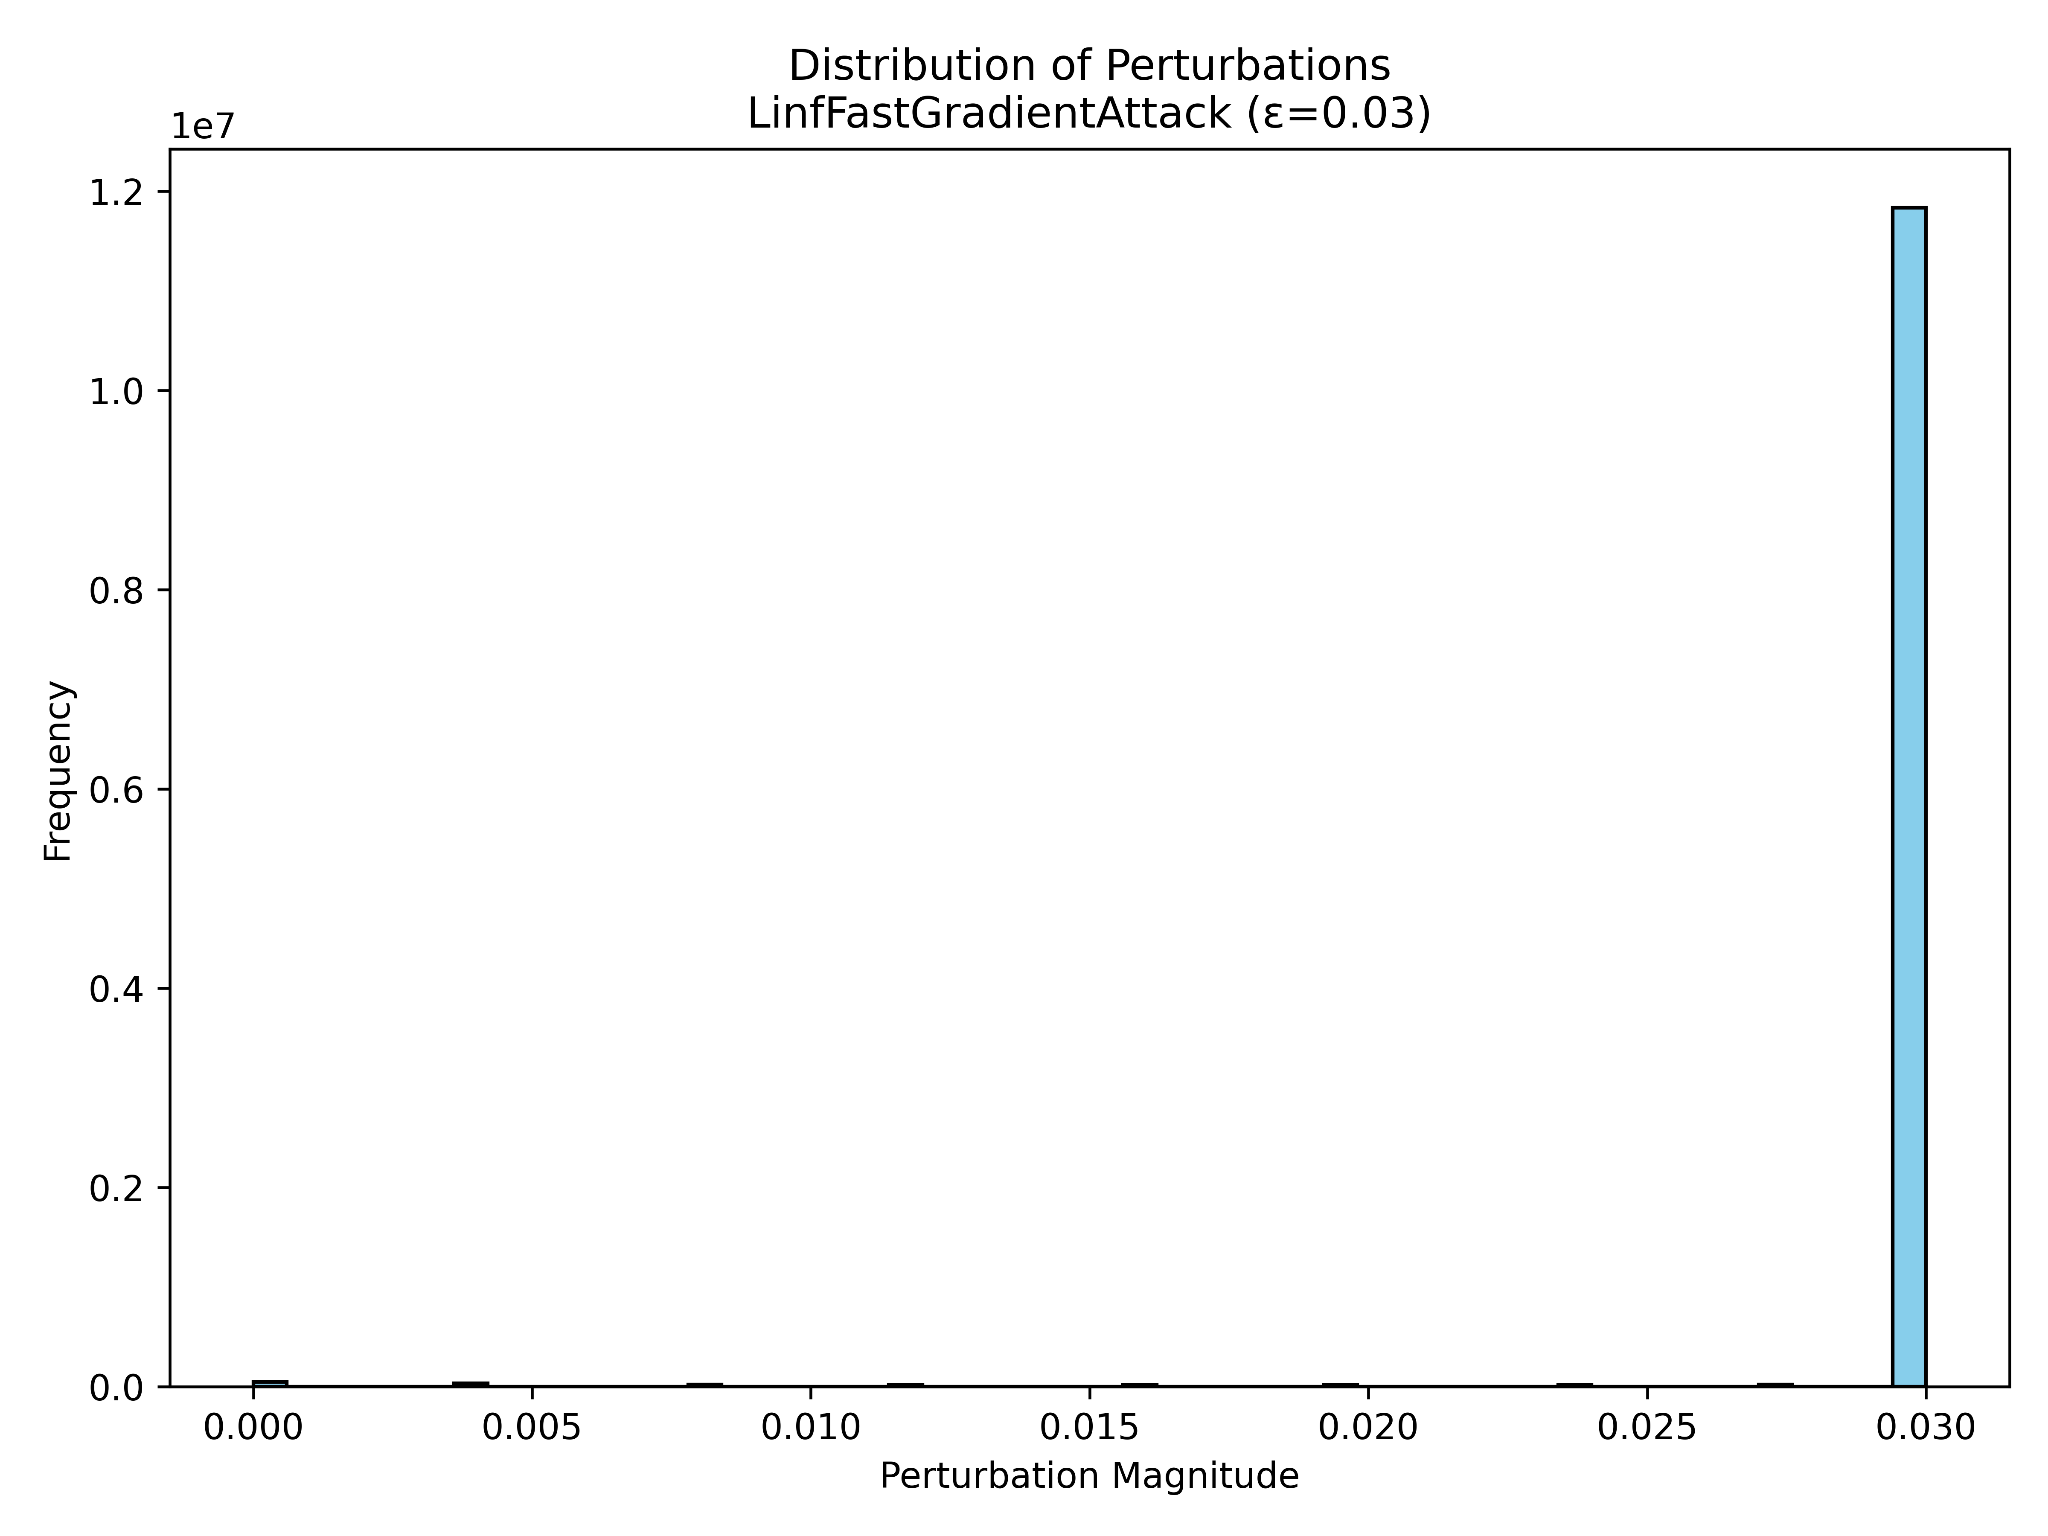 Distribution of Perturbations
LinfFastGradientAttack (ε=0.03)
1e7
1.2
1.0
0.8
0.6
0.4
0.2
0.0
Frequency
0.000 0.005 0.010 0.015 0.020 0.025 0.030
Perturbation Magnitude